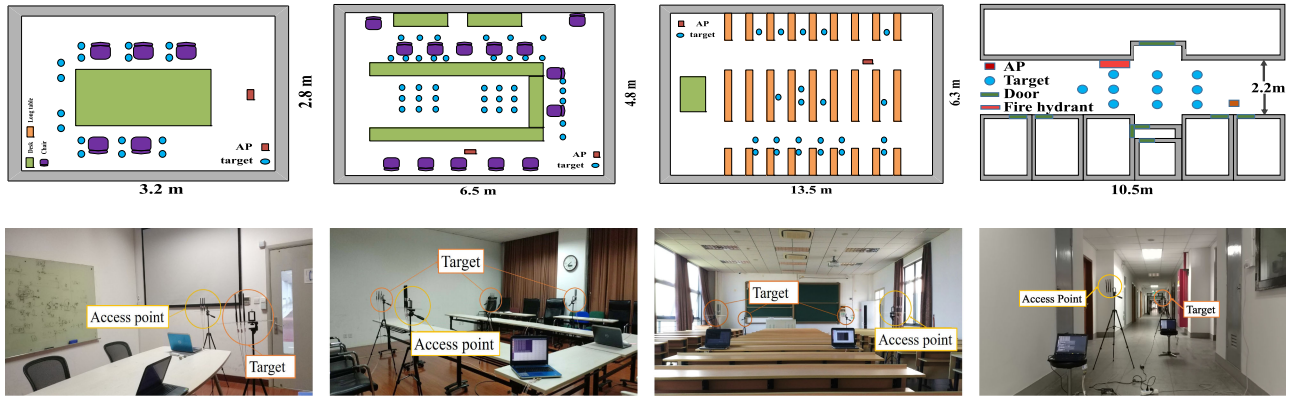 Long table
Desk
Chair
AP
target
2.8 m
3.2 m
AP
target
4.8 m
6.5 m
AP
target
6.3 m
13.5 m
AP
Target
Door
Fire hydrant
2.2m
10.5m
Access point
Target
Target
Access point
Target
Access point
Access Point
Target